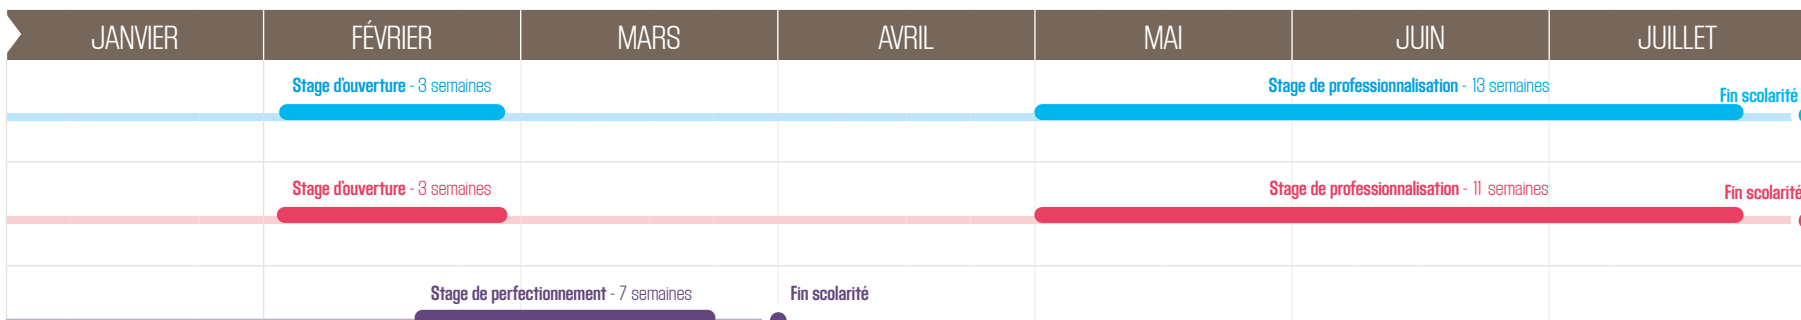 JANVIER FÉVRIER MARS AVRIL MAI JUIN JUILLET
Stage d'ouverture - 3 semaines Stage de professionnalisation - 13 semaines
Fin scolarité
Stage d'ouverture - 3 semaines Stage de professionnalisation - 11 semaines
Fin scolarité
Stage de perfectionnement - 7 semaines Fin scolarité